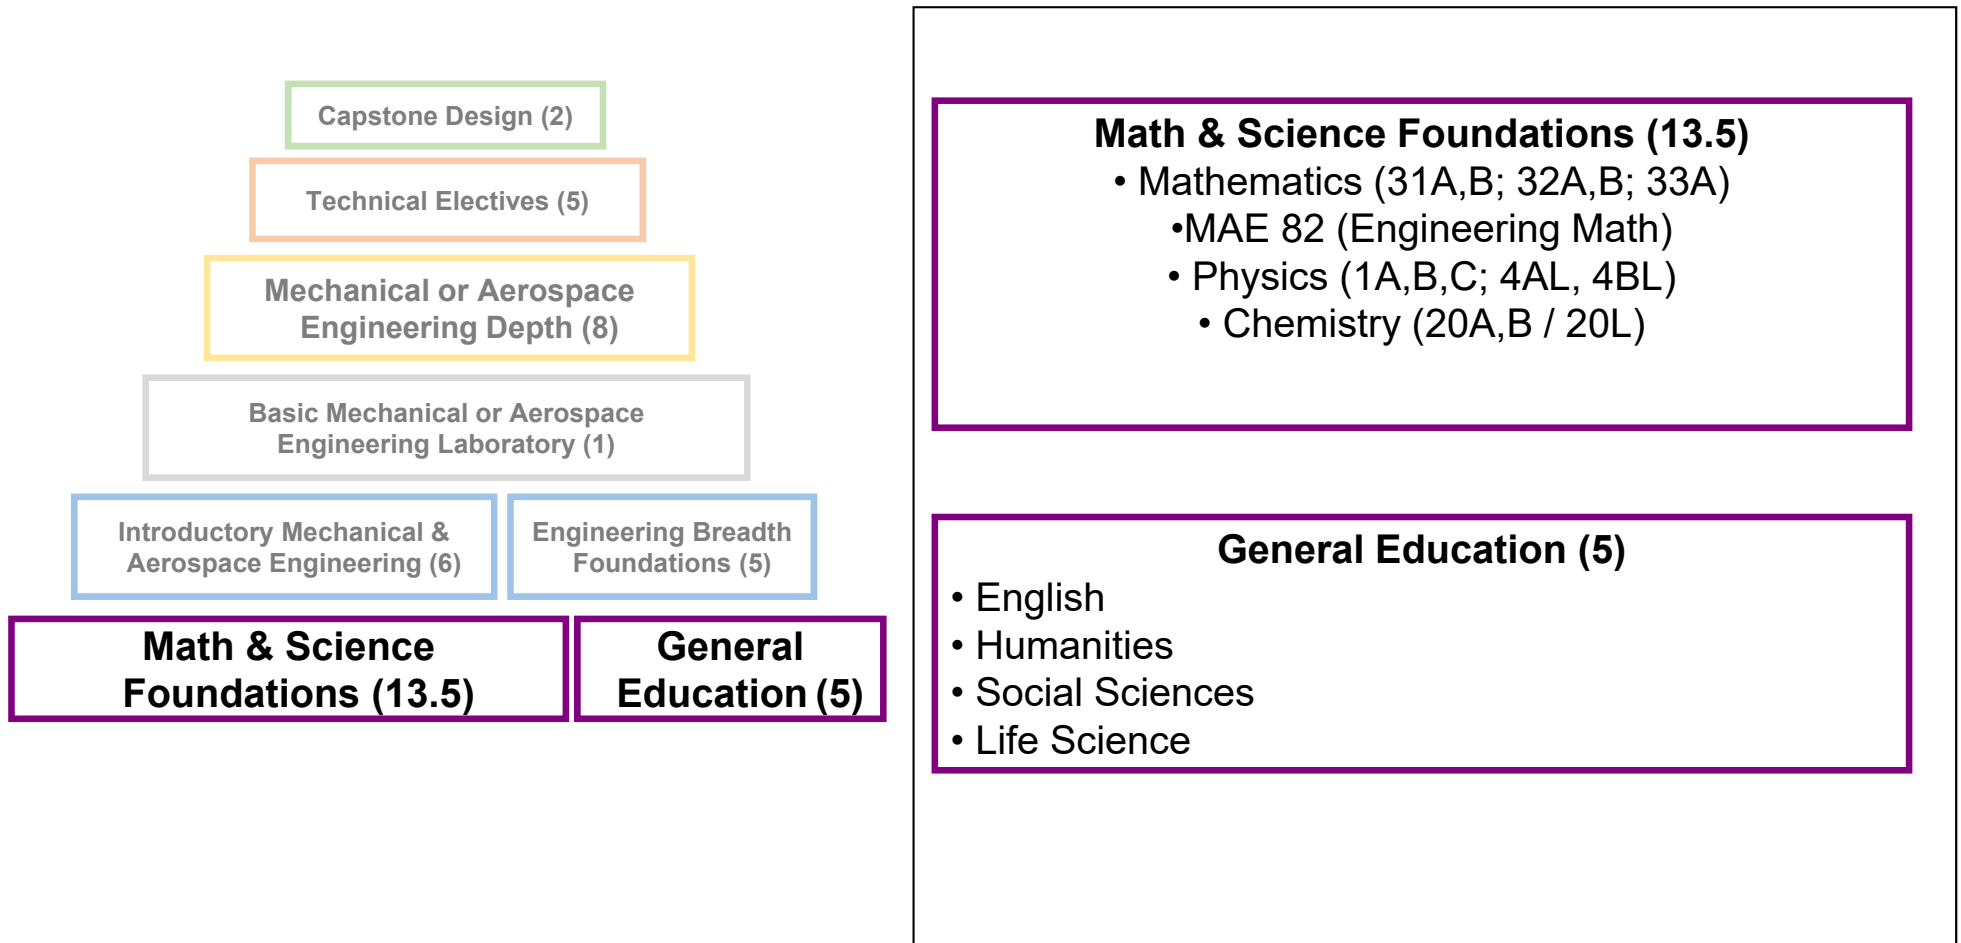 Capstone Design (2)
Technical Electives (5)
Mechanical or Aerospace
Engineering Depth (8)
Basic Mechanical or Aerospace
Engineering Laboratory (1)
Introductory Mechanical &
Aerospace Engineering (6)
Engineering Breadth
Foundations (5)
Math & Science
Foundations (13.5)
General
Education (5)
Math & Science Foundations (13.5)
• Mathematics (31A,B; 32A,B; 33A)
•MAE 82 (Engineering Math)
• Physics (1A,B,C; 4AL, 4BL)
• Chemistry (20A,B / 20L)
General Education (5)
• English
• Humanities
• Social Sciences
• Life Science